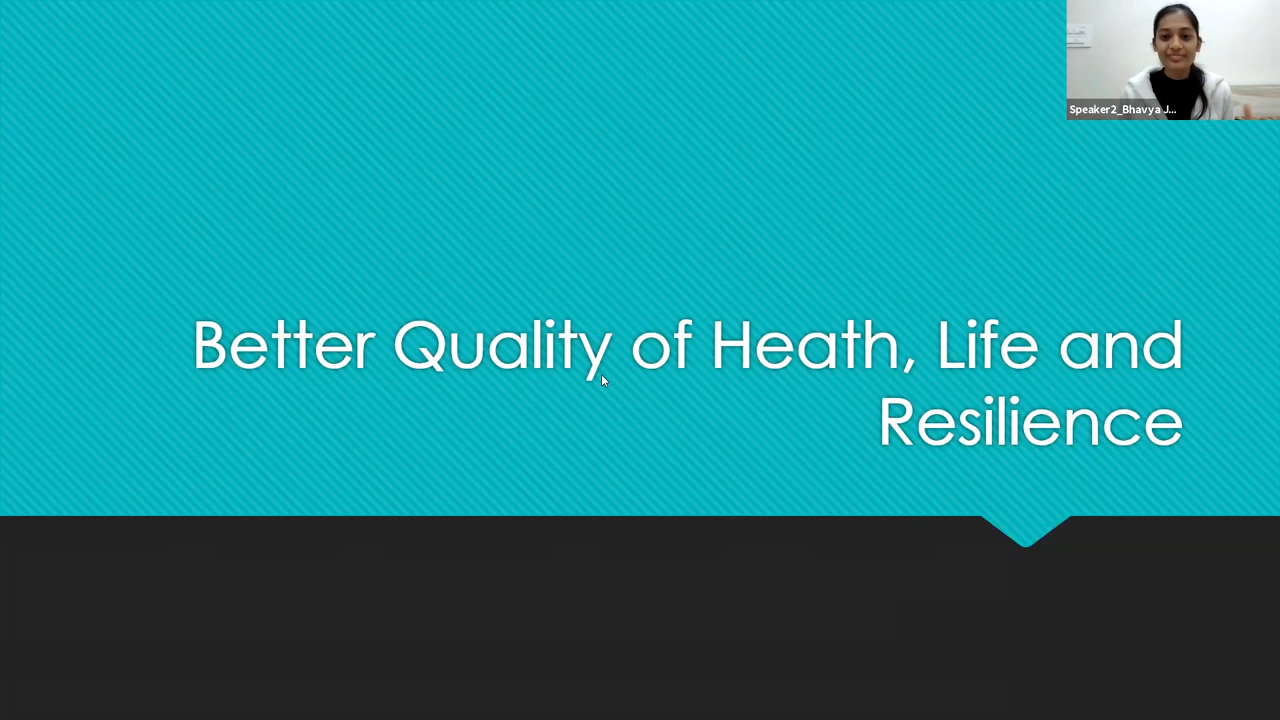 Speaker2_Bhavya J...
Better Quality of Heath, Life and
Resilience